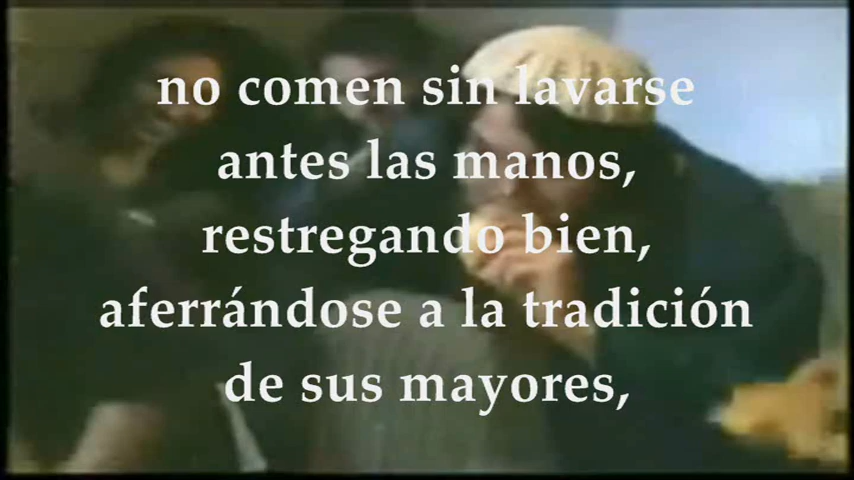 no comen sin lavarse
antes las manos,
restregando bien,
aferrándose a la tradición
de sus mayores,